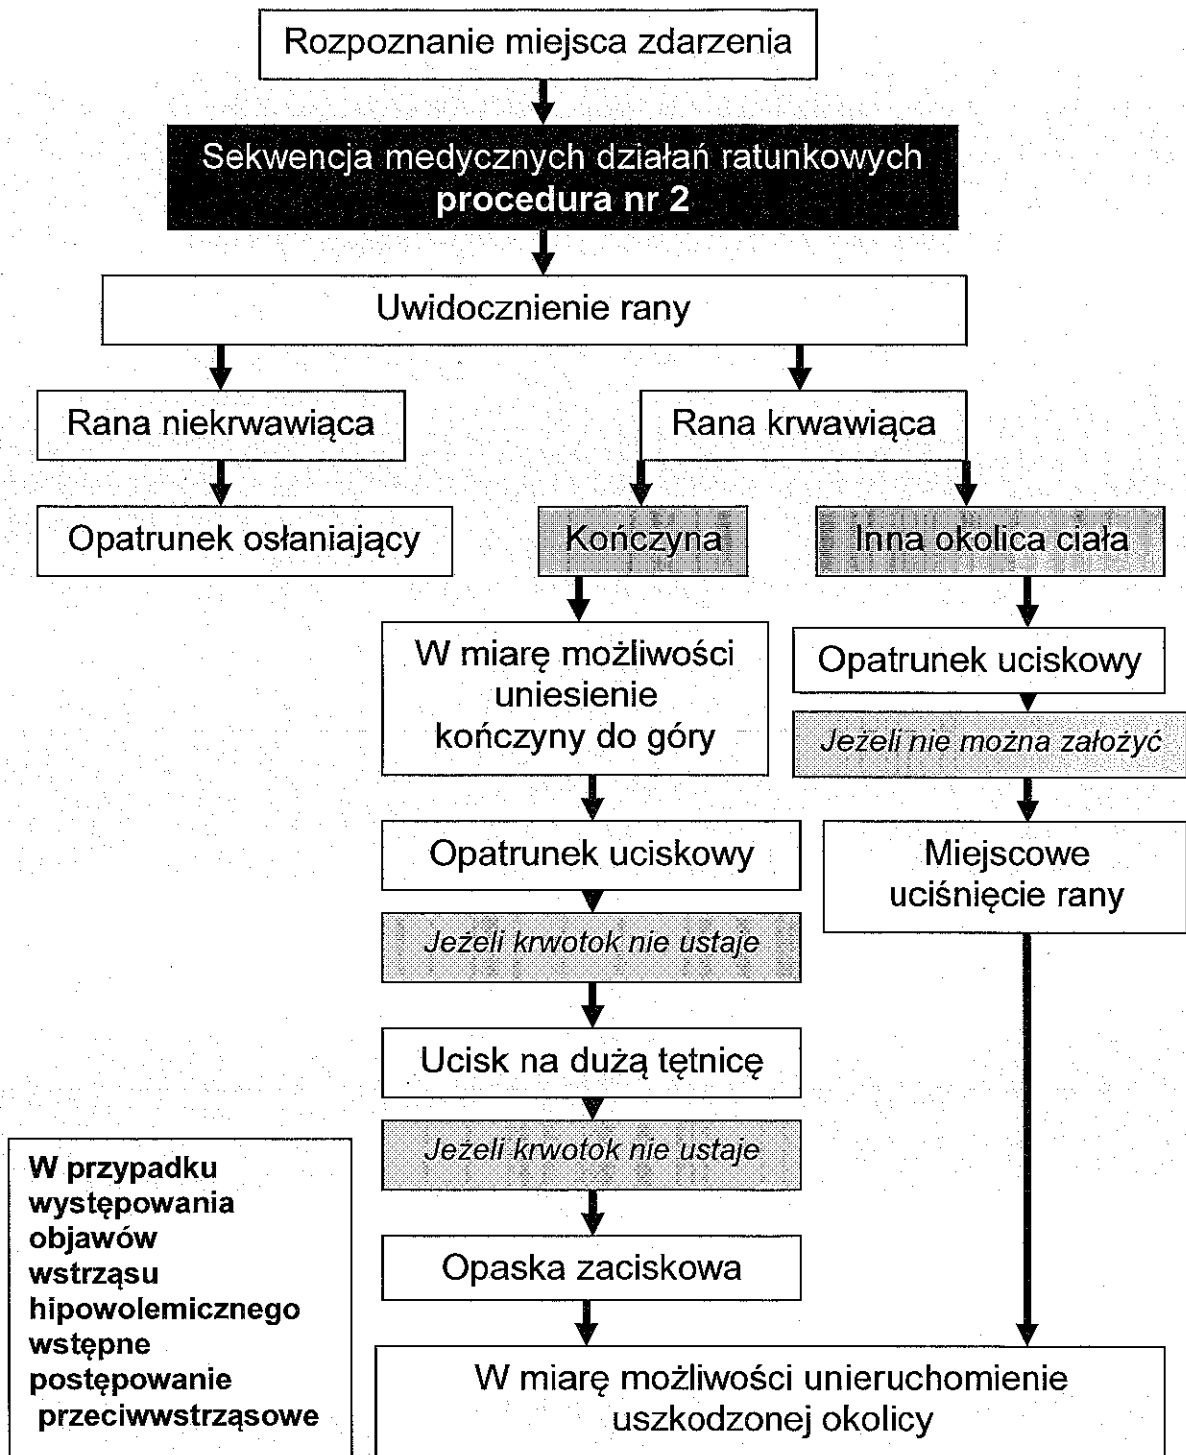 Rozpoznanie miejsca zdarzenia
Sekwencja medycznych działań ratunkowych
procedura nr 2
Uwidocznienie rany
Rana niekrwawiąca
Rana krwawiąca
Opatrunek osłaniający
Kończyna
Inna okolica ciała
W miarę możliwości
uniesienie
kończyny do góry
Opatrunek uciskowy
Jeżeli nie można założyć
Opatrunek uciskowy
Miejscowe
uciśnięcie rany
Jeżeli krwotok nie ustaje
Ucisk na dużą tętnicę
Jeżeli krwotok nie ustaje
Opaska zaciskowa
W przypadku
występowania
objawów
wstrząsu
hipowolemicznego
wstępne
postępowanie
przeciwwstrząsowe
W miarę możliwości unieruchomienie
uszkodzonej okolicy